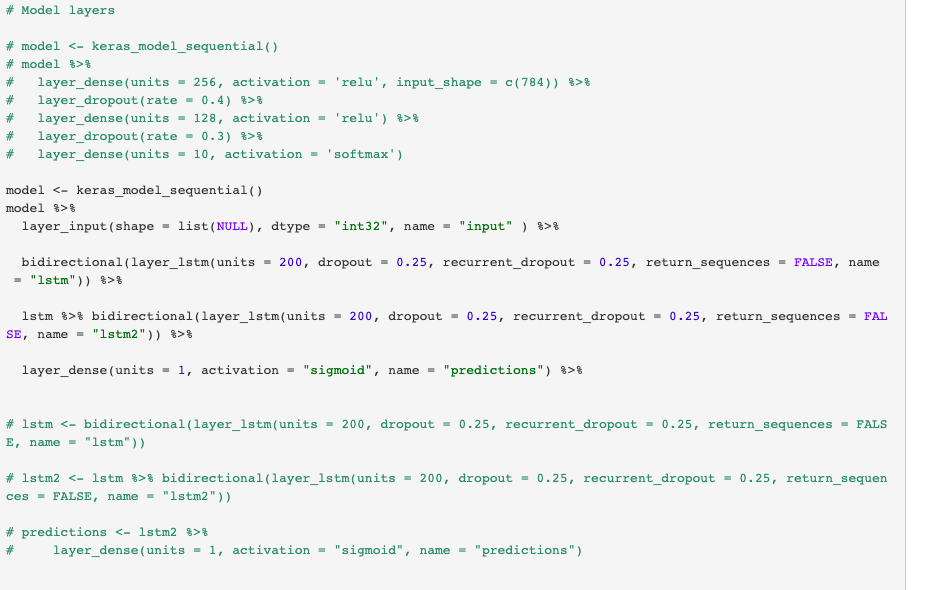 # Model layers
# model <- keras_model_sequential()
# model %>%
#   layer_dense(units = 256, activation = 'relu', input_shape = c(784)) %>%
#   layer_dropout(rate = 0.4) %>%
#   layer_dense(units = 128, activation = 'relu') %>%
#   layer_dropout(rate = 0.3) %>%
#   layer_dense(units = 10, activation = 'softmax')
model <- keras_model_sequential()
model %>%
  layer_input(shape = list(NULL), dtype = "int32", name = "input" ) %>%
  bidirectional(layer_lstm(units = 200, dropout = 0.25, recurrent_dropout = 0.25, return_sequences = FALSE, name
 = "lstm")) %>%
  lstm %>% bidirectional(layer_lstm(units = 200, dropout = 0.25, recurrent_dropout = 0.25, return_sequences = FAL
SE, name = "lstm2")) %>%
  layer_dense(units = 1, activation = "sigmoid", name = "predictions") %>%
# lstm <- bidirectional(layer_lstm(units = 200, dropout = 0.25, recurrent_dropout = 0.25, return_sequences = FALS
E, name = "lstm"))
# lstm2 <- lstm %>% bidirectional(layer_lstm(units = 200, dropout = 0.25, recurrent_dropout = 0.25, return_sequen
ces = FALSE, name = "lstm2"))
# predictions <- lstm2 %>%
#     layer_dense(units = 1, activation = "sigmoid", name = "predictions")